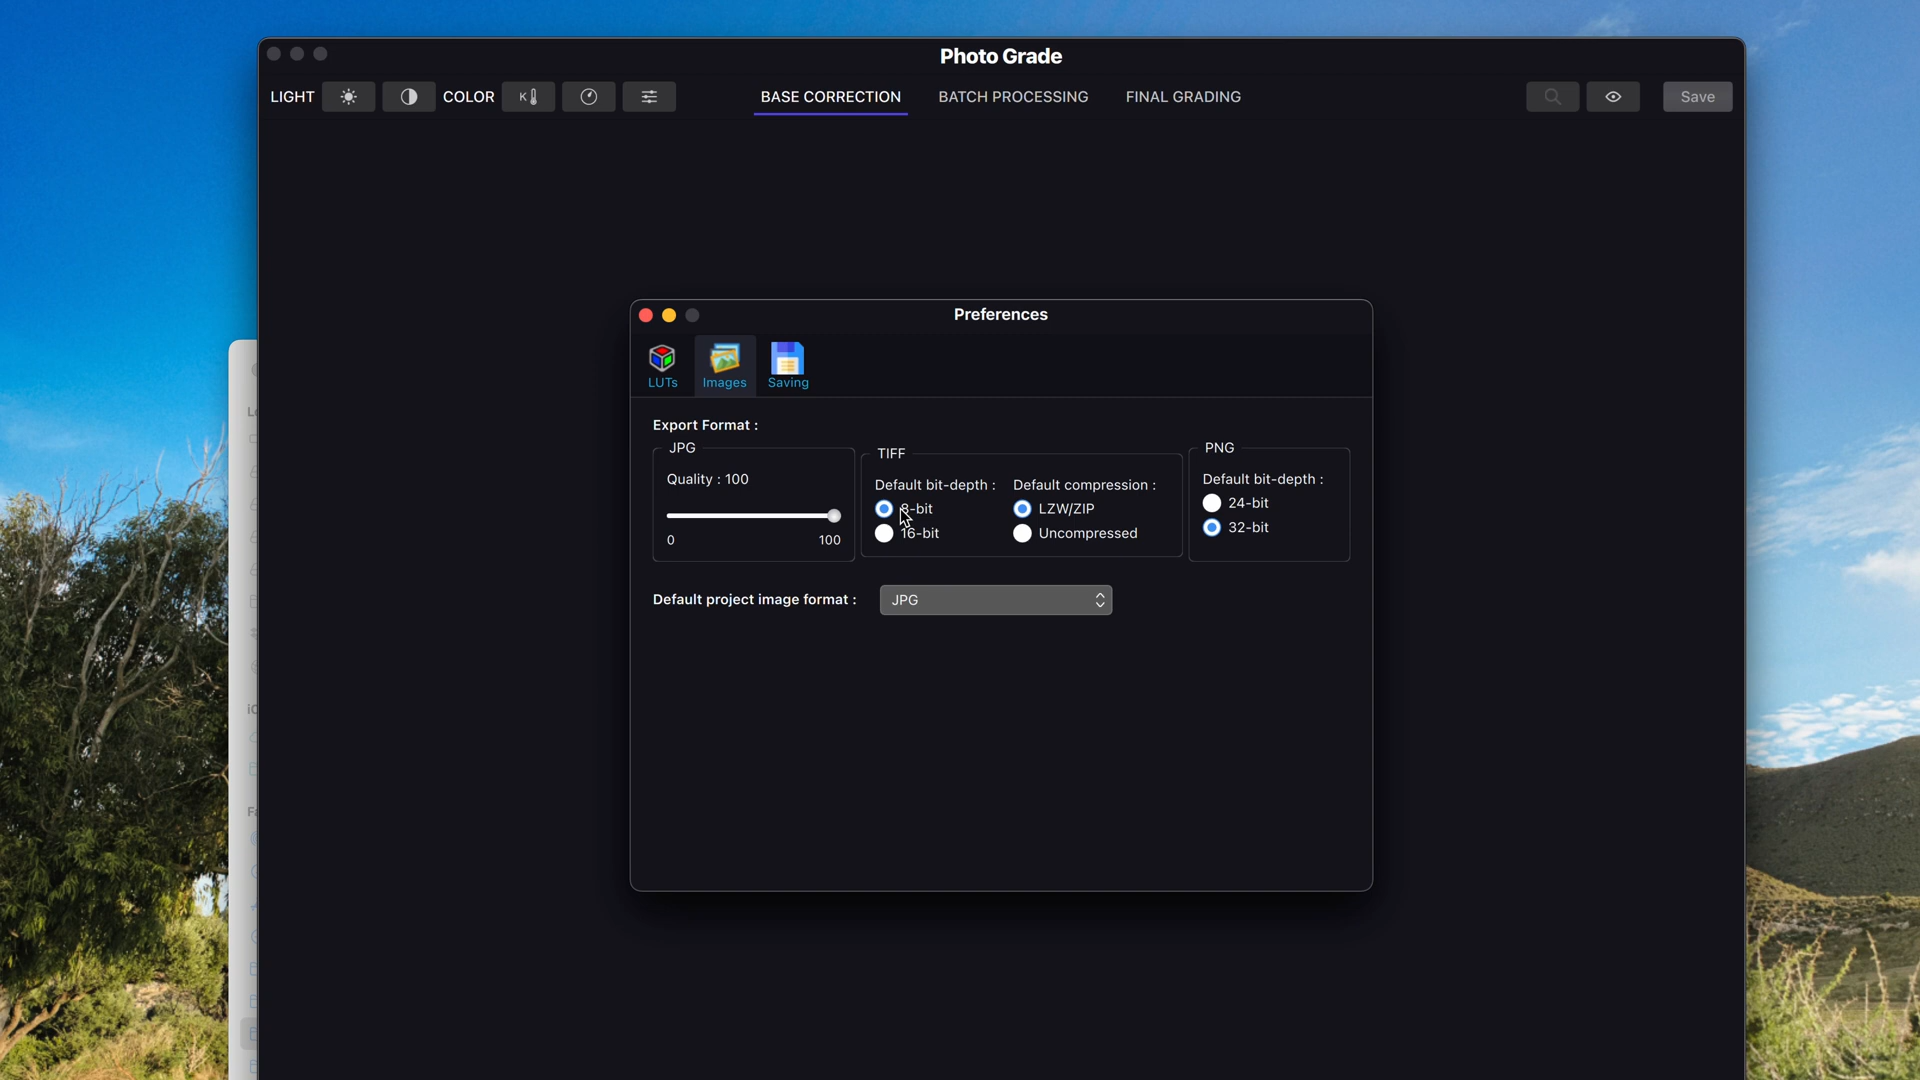 Photo Grade
LIGHT
COLOR
K
BASE CORRECTION
BATCH PROCESSING
FINAL GRADING
Save
Preferences
LUTs
Images
Saving
Export Format :
JPG
Quality : 100
0
100
TIFF
Default bit-depth :
8-bit
16-bit
Default compression :
LZW/ZIP
Uncompressed
PNG
Default bit-depth :
24-bit
32-bit
Default project image format :
JPG